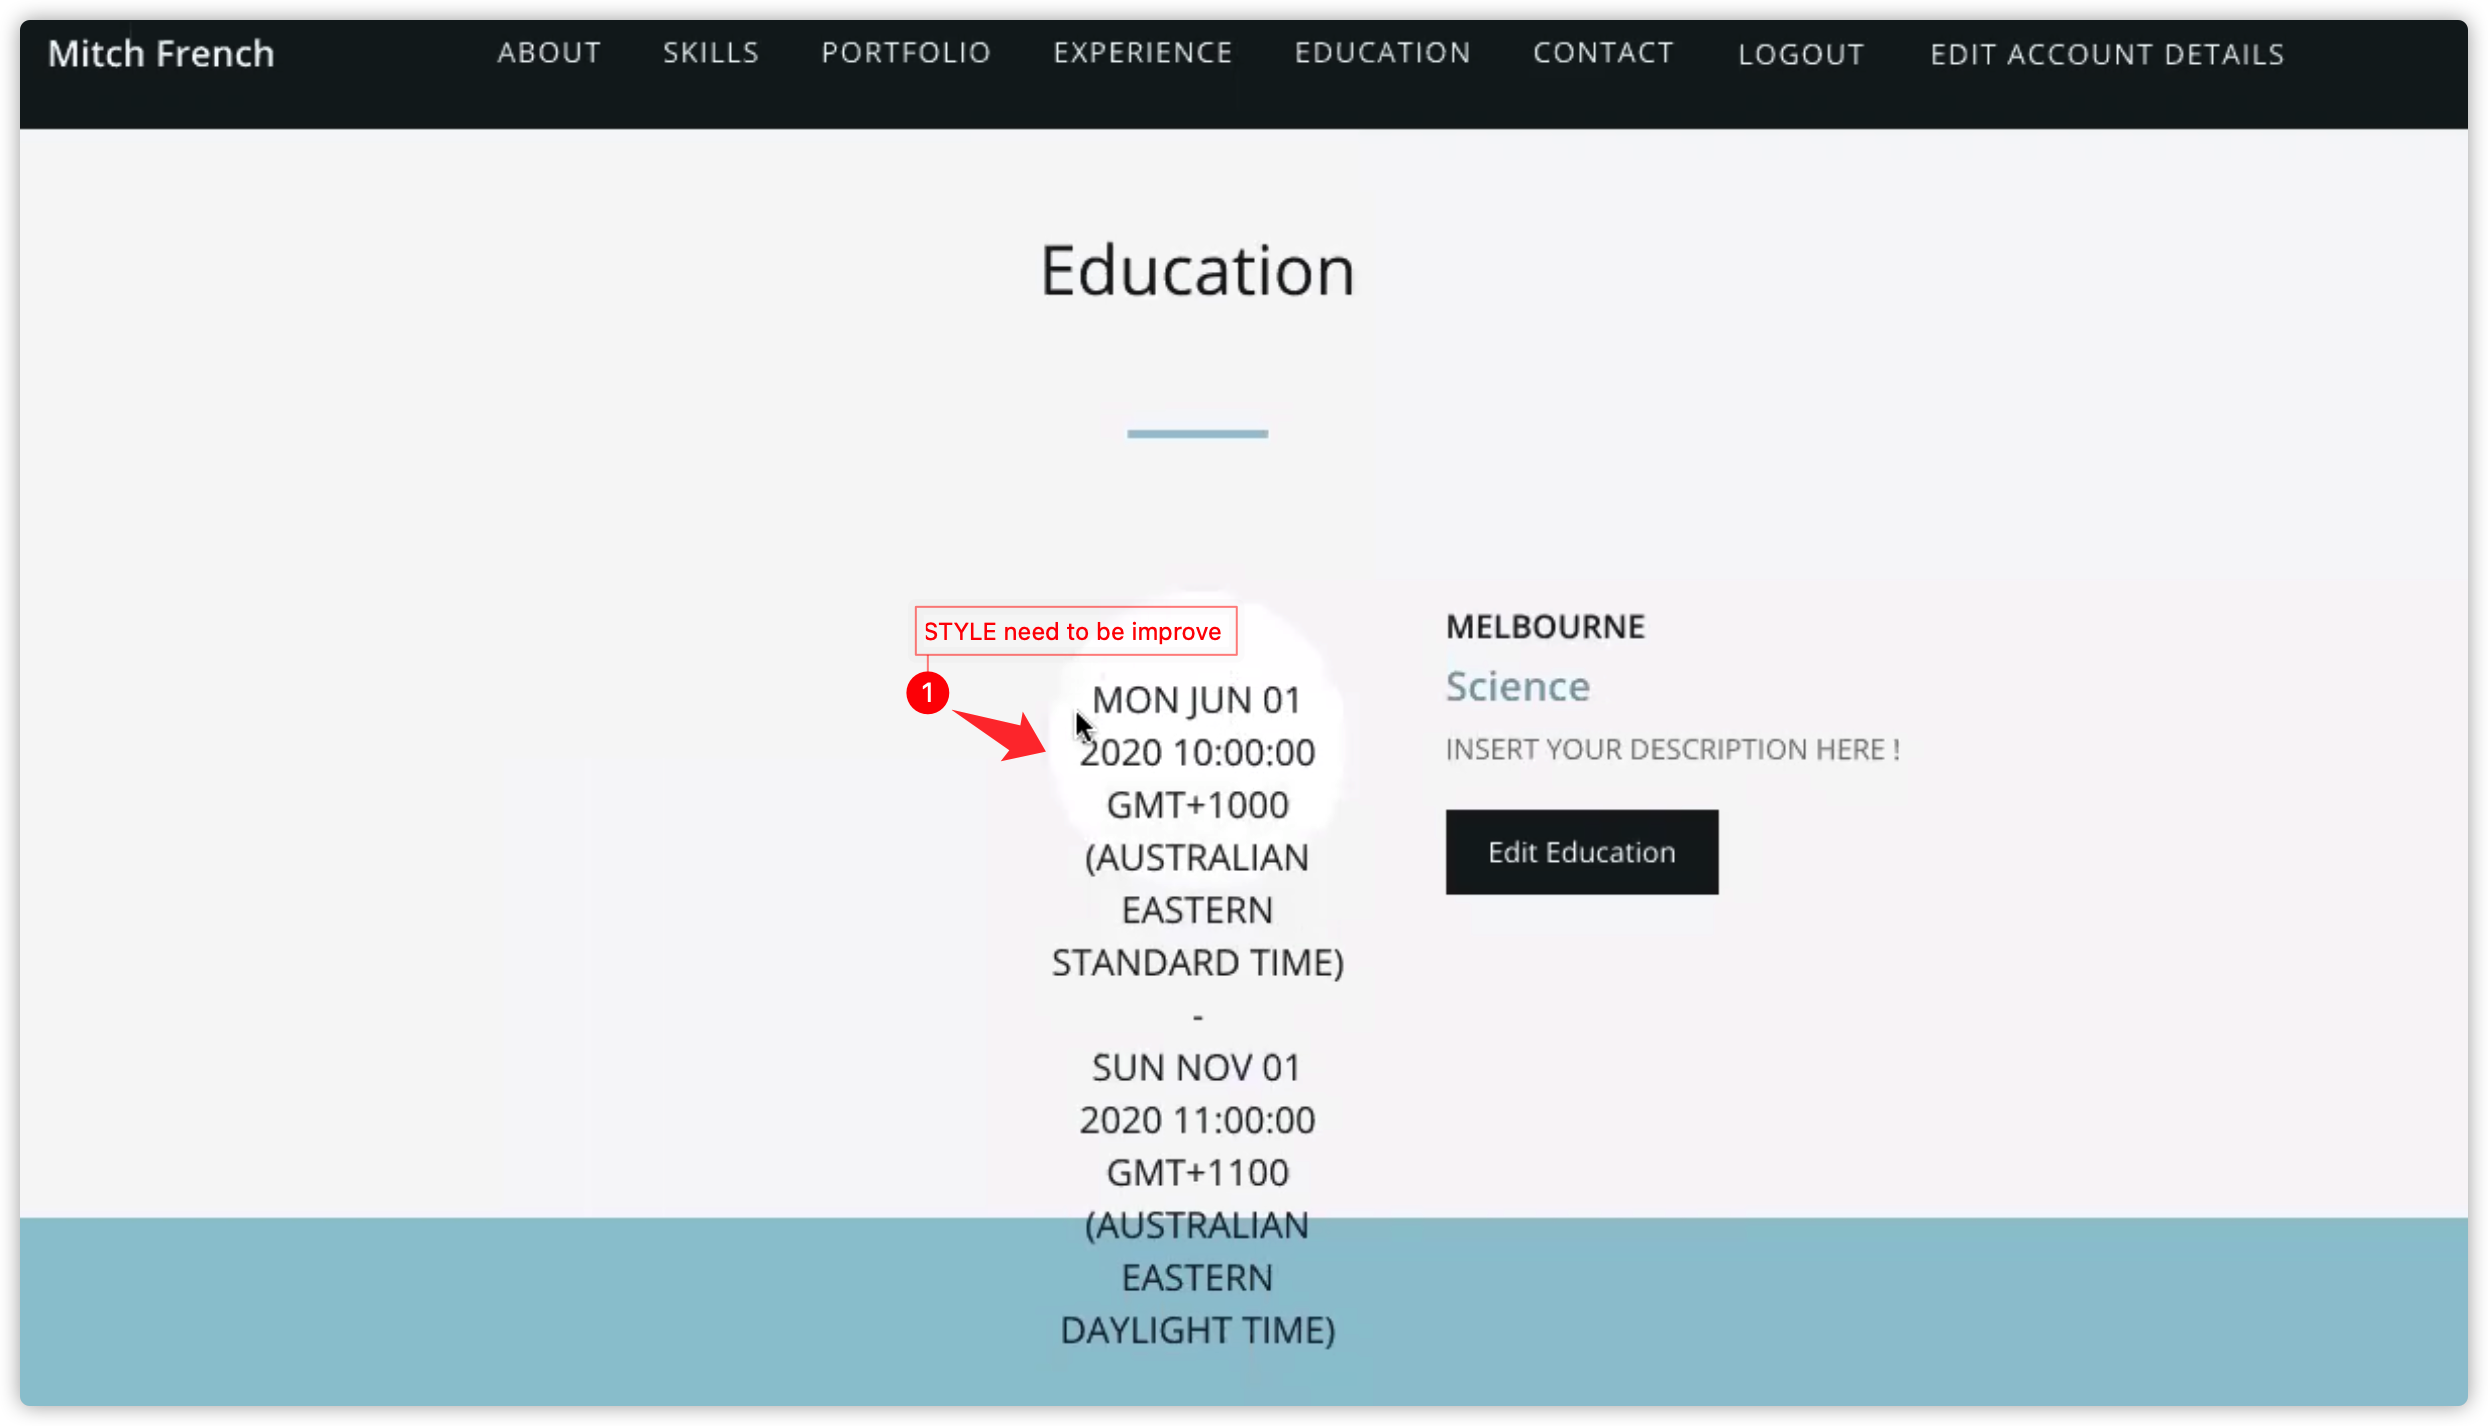 Mitch French ABOUT SKILLS PORTFOLIO EXPERIENCE EDUCATION CONTACT LOGOUT EDIT ACCOUNT DETAILS
Education
STYLE need to be improve
1
MON JUN 01
2020 10:00:00
GMT+1000
(AUSTRALIAN
EASTERN
STANDARD TIME)
-
SUN NOV 01
2020 11:00:00
GMT+1100
(AUSTRALIAN
EASTERN
DAYLIGHT TIME)
MELBOURNE
Science
INSERT YOUR DESCRIPTION HERE !
Edit Education